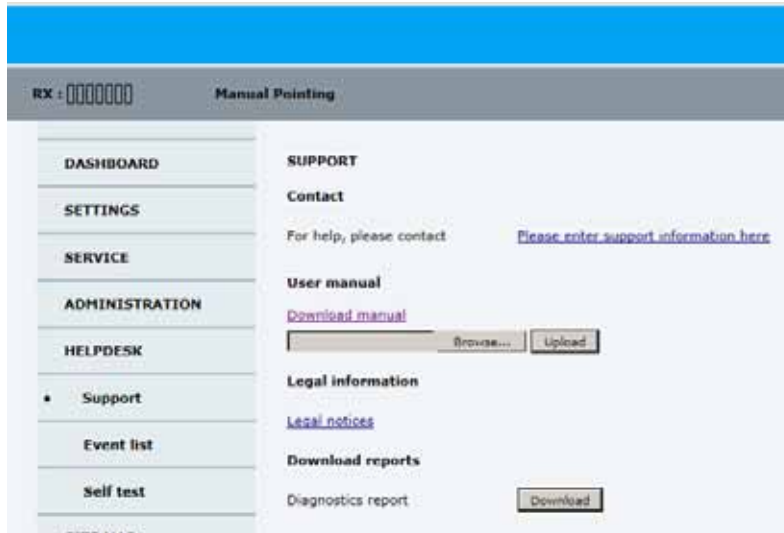 RX : Manual Pointing
DASHBOARD
SETTINGS
SERVICE
ADMINISTRATION
HELPDESK
Support
Event list
Self test
SUPPORT
Contact
For help, please contact Please enter support information here
User manual
Download manual
Browse... Upload
Legal information
Legal notices
Download reports
Diagnostics report Download